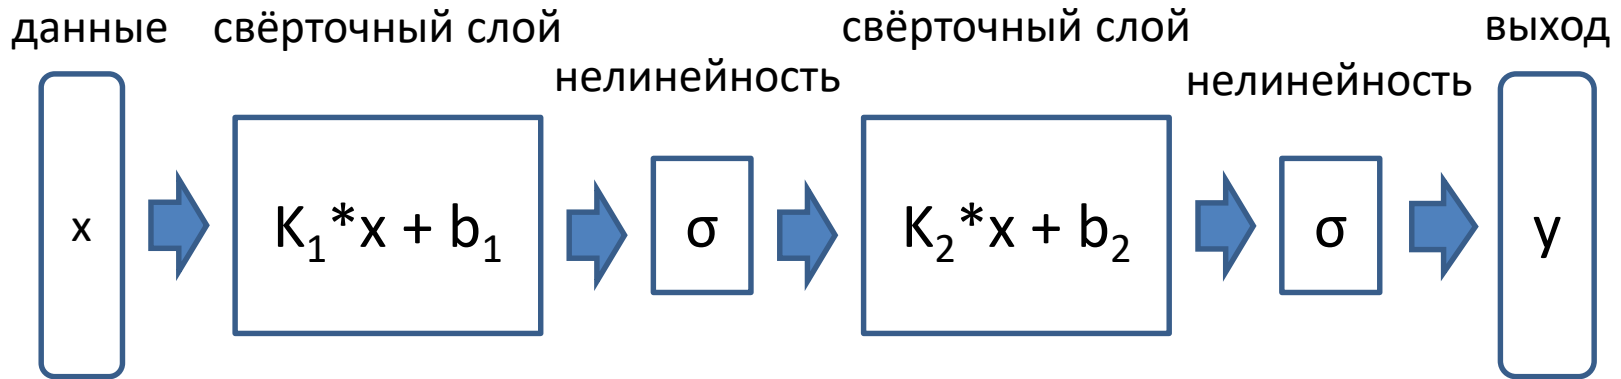 данные свёрточный слой свёрточный слой выход
нелинейность нелинейность
x K₁*x + b₁ σ K₂*x + b₂ σ y